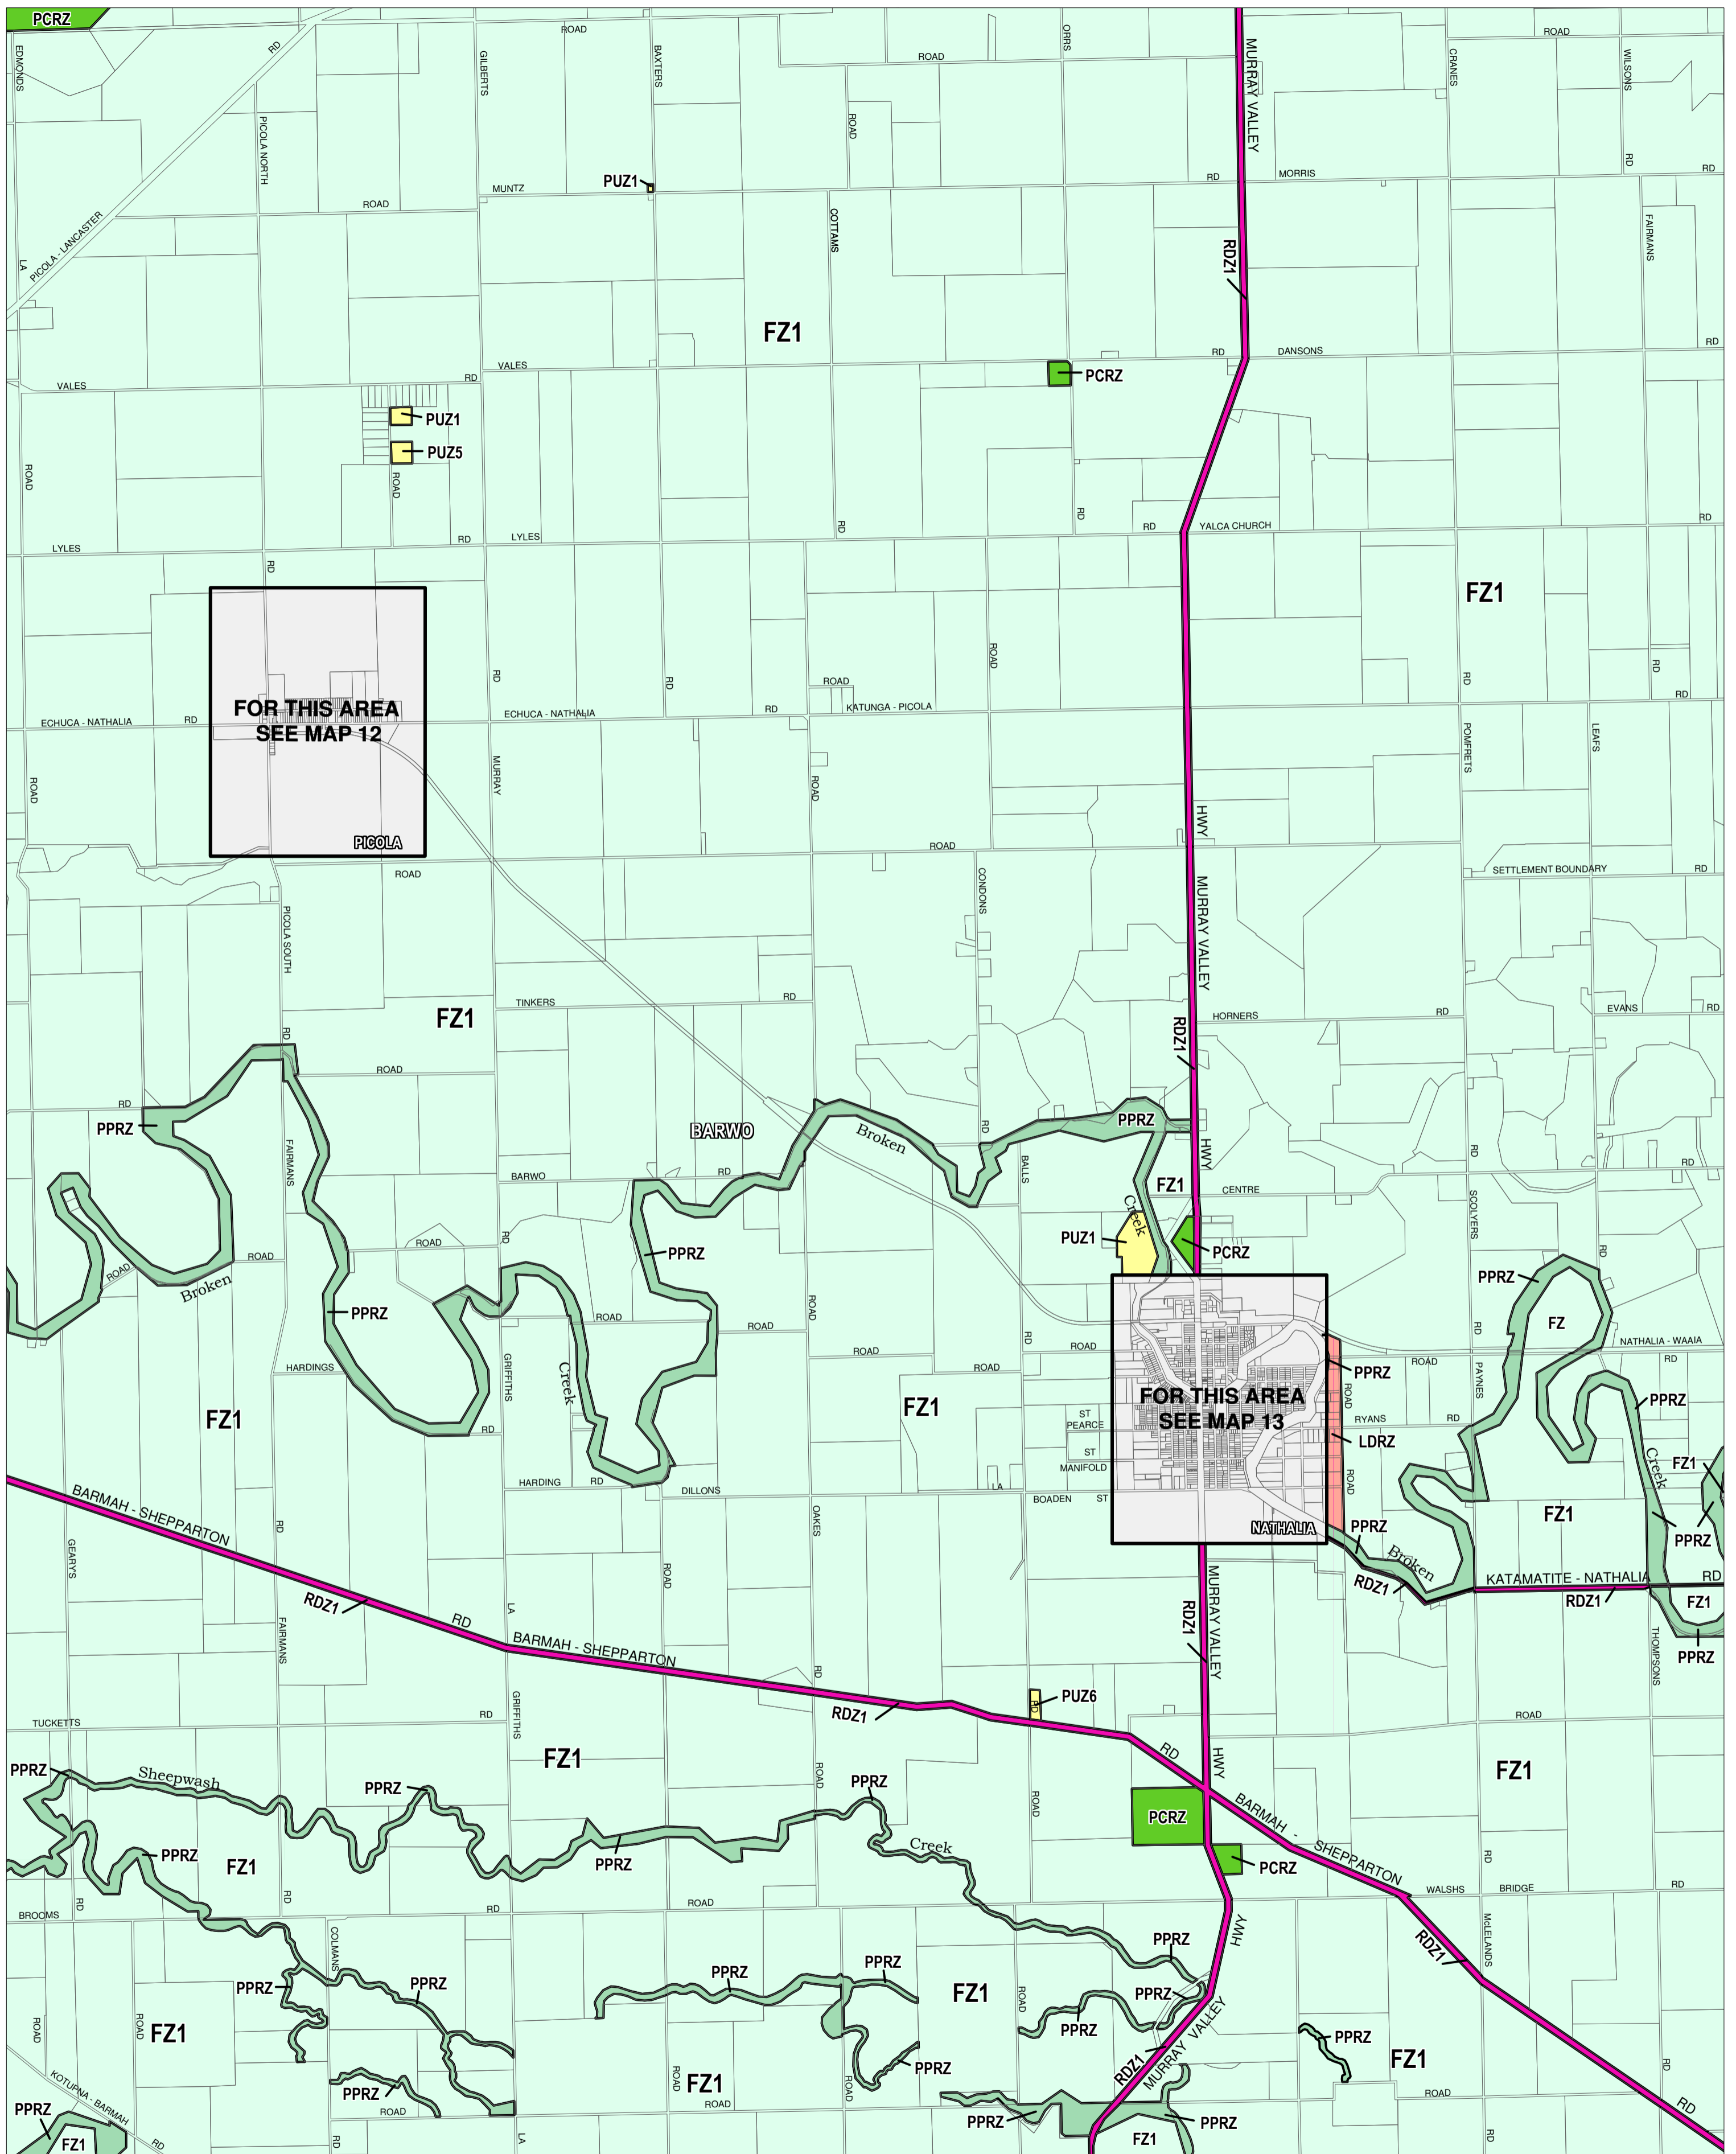 PCRZ
EDMONDS
RD
ROAD
GILBERTS
BAXTERS
ROAD
ORRS
MURRAY VALLEY
CRANES
ROAD
WILSONS
PICOLA NORTH
ROAD
RD
RD
PUZ1
MUNTZ
RD
MORRIS
ROAD
COTTAMS
FAIRMANS
PICOLA - LANCASTER
LA
RDZ1
FZ1
VALES
RD
VALES
RD
DANSONS
RD
PCRZ
PUZ1
PUZ5
ROAD
ROAD
RD
RD
RD
YALCA CHURCH
RD
LYLES
RD
LYLES
RD
FZ1
ROAD
RD
RD
RD
RD
ROAD
FOR THIS AREA
SEE MAP 12
ECHUCA - NATHALIA
RD
ECHUCA - NATHALIA
RD
KATUNGA - PICOLA
RD
POMFRETS
LEAFS
MURRAY
ROAD
ROAD
HWY
PICOLA
ROAD
ROAD
SETTLEMENT BOUNDARY
RD
PICOLA SOUTH
CONDONS
MURRAY VALLEY
TINKERS
RD
FZ1
HORNERS
RD
EVANS
RD
RDZ1
RD
ROAD
RD
PPRZ
BARWO
Broken
PPRZ
RD
FAIRMANS
HWY
BALLS
RD
BARWO
RD
FZ1
CENTRE
RD
SCOLYERS
Creek
PUZ1
PCRZ
RD
ROAD
ROAD
PPRZ
ROAD
RD
Broken
PPRZ
PPRZ
FZ
ROAD
ROAD
ROAD
RD
ROAD
RD
NATHALIA - WAAIA
HARDINGS
GRIFFITHS
Creek
ROAD
ROAD
PPRZ
ROAD
PAYNES
RD
FOR THIS AREA
SEE MAP 13
ROAD
PPRZ
FZ1
FZ1
ST
PEARCE
RYANS
RD
RD
LDRZ
ST
MANIFOLD
Creek
FZ1
HARDING
RD
DILLONS
LA
BOADEN
ST
ROAD
BARMAH - SHEPPARTON
OAKES
FZ1
NATHALIA
PPRZ
PPRZ
RD
GEARYS
Broken
ROAD
RDZ1
KATAMATITE - NATHALIA
RD
RDZ1
FZ1
MURRAY VALLEY
RDZ1
RDZ1
LA
RD
FAIRMANS
BARMAH - SHEPPARTON
THOMPSONS
PPRZ
RD
PUZ6
RD
GRIFFITHS
TUCKETTS
RD
RDZ1
ROAD
RD
HWY
FZ1
FZ1
PPRZ
Sheepwash
PPRZ
ROAD
PPRZ
ROAD
PCRZ
BARMAH - SHEPPARTON
Creek
PPRZ
FZ1
PPRZ
RD
PCRZ
WALSHS
BRIDGE
RD
RD
RD
ROAD
BROOMS
RD
COLMANS
HWY
McLELANDS
PPRZ
RDZ1
PPRZ
PPRZ
PPRZ
PPRZ
FZ1
PPRZ
ROAD
ROAD
FZ1
ROAD
PPRZ
MURRAY VALLEY
PPRZ
FZ1
RDZ1
PPRZ
RD
KOTUPNA - BARMAH
PPRZ
ROAD
FZ1
ROAD
ROAD
ROAD
ROAD
RD
PPRZ
PPRZ
PPRZ
FZ1
RD
RD
LA
FZ1
RD